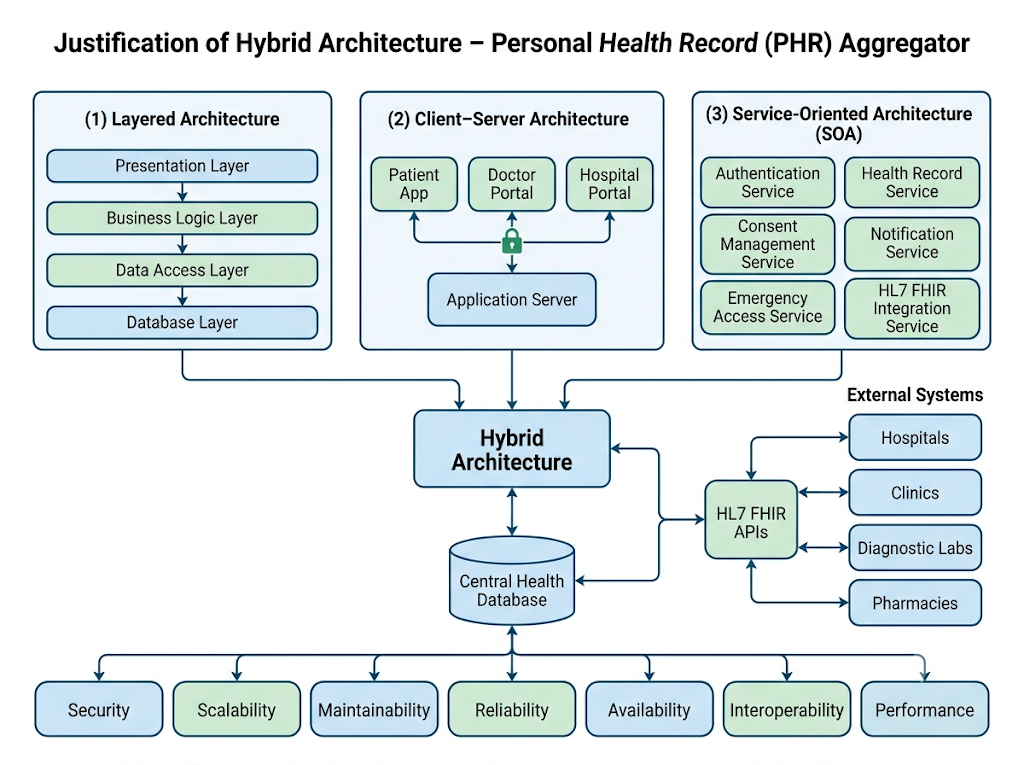 Justification of Hybrid Architecture – Personal Health Record (PHR) Aggregator
(1) Layered Architecture
Presentation Layer
Business Logic Layer
Data Access Layer
Database Layer
(2) Client–Server Architecture
Patient
App
Doctor
Portal
Hospital
Portal
Application Server
(3) Service-Oriented Architecture
(SOA)
Authentication
Service
Health Record
Service
Consent
Management
Service
Notification
Service
Emergency
Access Service
HL7 FHIR
Integration
Service
Hybrid
Architecture
Central Health
Database
HL7 FHIR
APIs
External Systems
Hospitals
Clinics
Diagnostic Labs
Pharmacies
Security
Scalability
Maintainability
Reliability
Availability
Interoperability
Performance